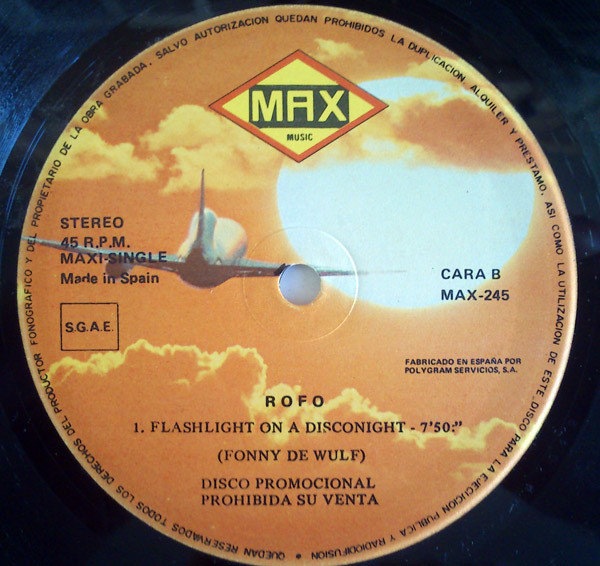 QUEDAN RESERVADOS TODOS LOS DERECHOS DEL PRODUCTOR FONOGRAFICO Y DEL PROPIETARIO DE LA OBRA GRABADA. SALVO AUTORIZACION QUEDAN PROHIBIDOS LA DUPLICACION, ALQUILER Y PRESTAMO, ASI COMO LA UTILIZACION DE ESTE DISCO PARA LA EJECUCION PUBLICA Y RADIODIFUSION •
MAX
MUSIC
STEREO
45 R.P.M.
MAXI-SINGLE
Made in Spain
S.G.A.E.
CARA B
MAX-245
FABRICADO EN ESPAÑA POR
POLYGRAM SERVICIOS, S.A.
ROFO
1. FLASHLIGHT ON A DISCONIGHT - 7'50:"
(FONNY DE WULF)
DISCO PROMOCIONAL
PROHIBIDA SU VENTA